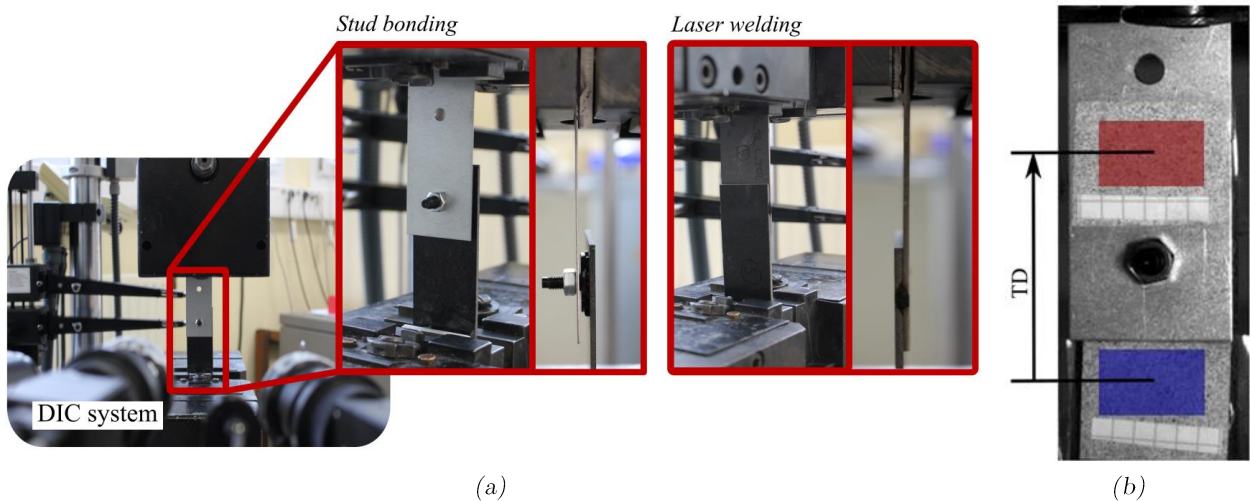 Stud bonding
Laser welding
DIC system
TD
(a)
(b)